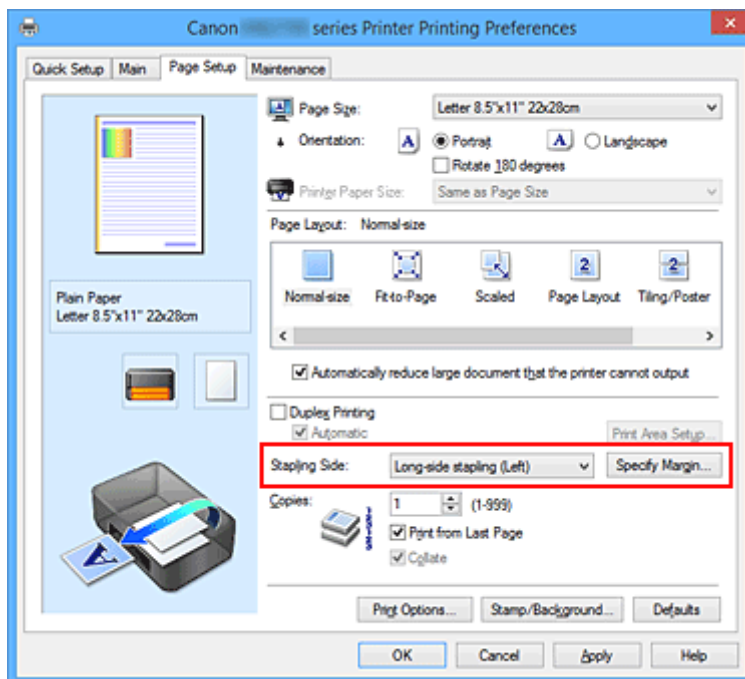 Canon series Printer Printing Preferences
Quick Setup Main Page Setup Maintenance
Page Size: Letter 8.5"x11" 22x28cm
Orientation: A Portrait A Landscape
Rotate 180 degrees
Printer Paper Size: Same as Page Size
Page Layout: Normal-size
2 2
Normal-size Fit-to-Page Scaled Page Layout Tiling/Poster
Plain Paper
Letter 8.5"x11" 22x28cm
Automatically reduce large document that the printer cannot output
Duplex Printing
Automatic Print Area Setup...
Stapling Side: Long-side stapling (Left) Specify Margin...
Copies: 1 (1-999)
Print from Last Page
Collate
A
Print Options... Stamp/Background... Defaults
OK Cancel Apply Help